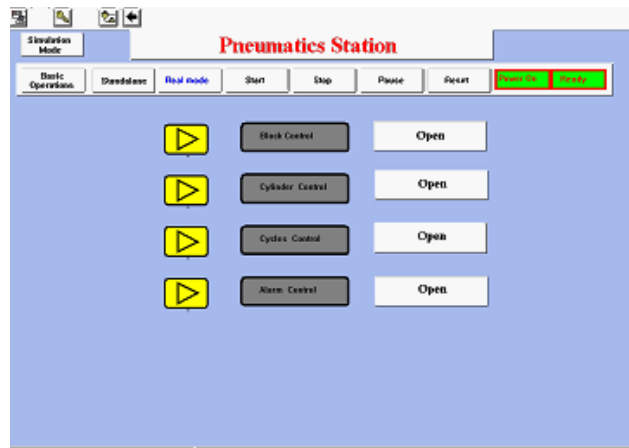 Simulation
Mode
Pneumatics Station
Basic
Operations
Standalone
Real mode
Start
Stop
Pause
Reset
Power On
Ready
Block Control
Open
Cylinder Control
Open
Cycles Control
Open
Alarm Control
Open